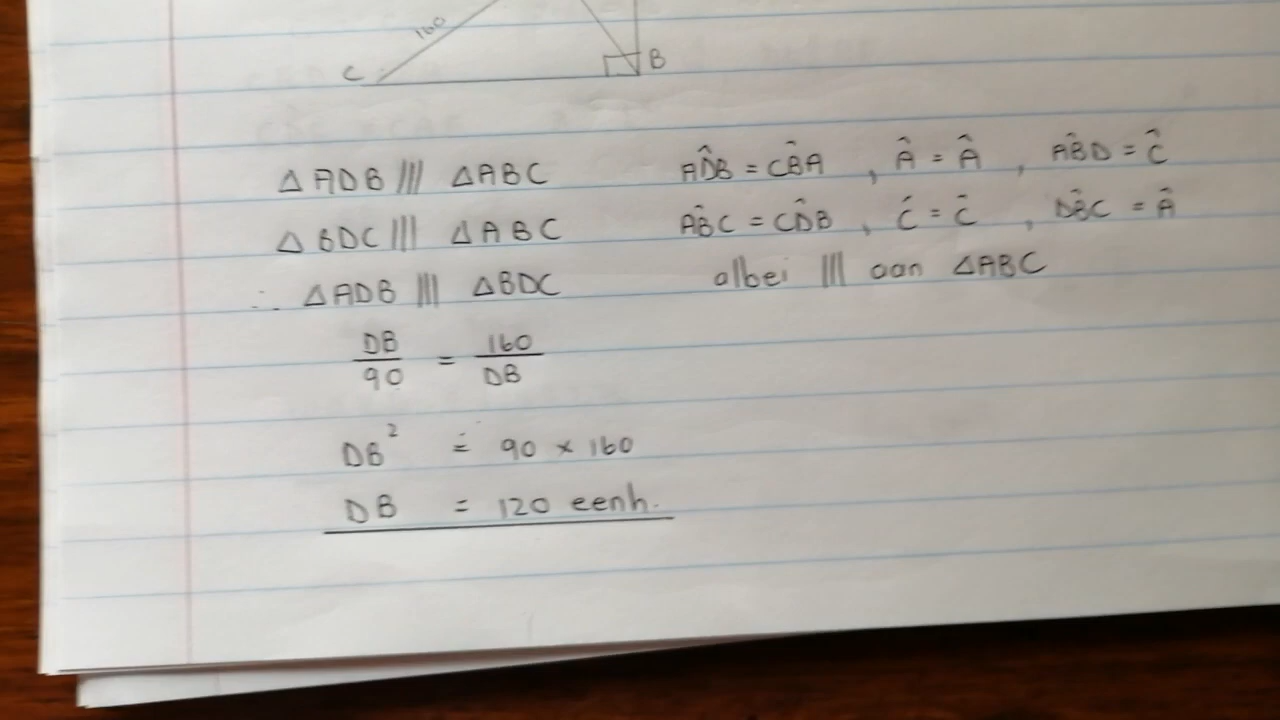 160
C B
△ADB ||| △ABC AD̂B = CB̂A , Â = Â , AB̂D = Ĉ
△BDC ||| △ABC AB̂C = CD̂B , Ĉ = Ĉ , DB̂C = Â
∴ △ADB ||| △BDC albei ||| aan △ABC
DB/90 = 160/DB
DB² = 90 × 160
DB = 120 eenh.